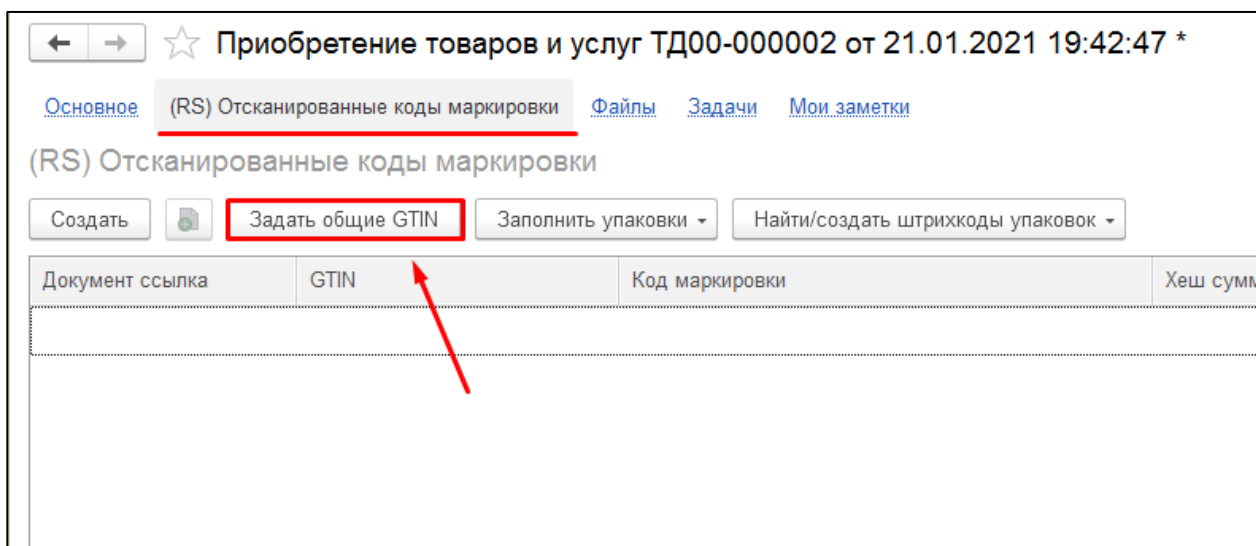 Приобретение товаров и услуг ТД00-000002 от 21.01.2021 19:42:47 *
Основное (RS) Отсканированные коды маркировки Файлы Задачи Мои заметки
(RS) Отсканированные коды маркировки
Создать Задать общие GTIN Заполнить упаковки Найти/создать штрихкоды упаковок
Документ ссылка GTIN Код маркировки Хеш сумм